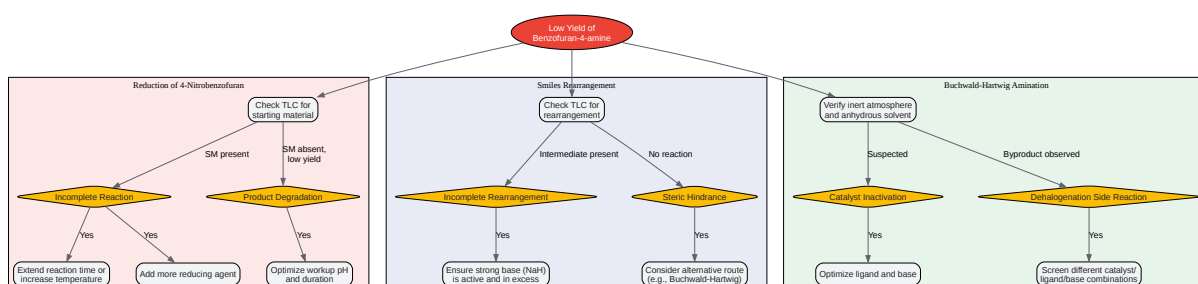 Low Yield of
Benzofuran-4-amine
Reduction of 4-Nitrobenzofuran
Check TLC for
starting material
SM present
SM absent,
low yield
Incomplete Reaction
Product Degradation
Yes
Yes
Yes
Extend reaction time or
increase temperature
Add more reducing agent
Optimize workup pH
and duration
Smiles Rearrangement
Check TLC for
rearrangement
Intermediate present
No reaction
Incomplete Rearrangement
Steric Hindrance
Yes
Yes
Ensure strong base (NaH)
is active and in excess
Consider alternative route
(e.g., Buchwald-Hartwig)
Buchwald-Hartwig Amination
Verify inert atmosphere
and anhydrous solvent
Suspected
Byproduct observed
Catalyst Inactivation
Dehalogenation Side Reaction
Yes
Yes
Optimize ligand and base
Screen different catalyst/
ligand/base combinations